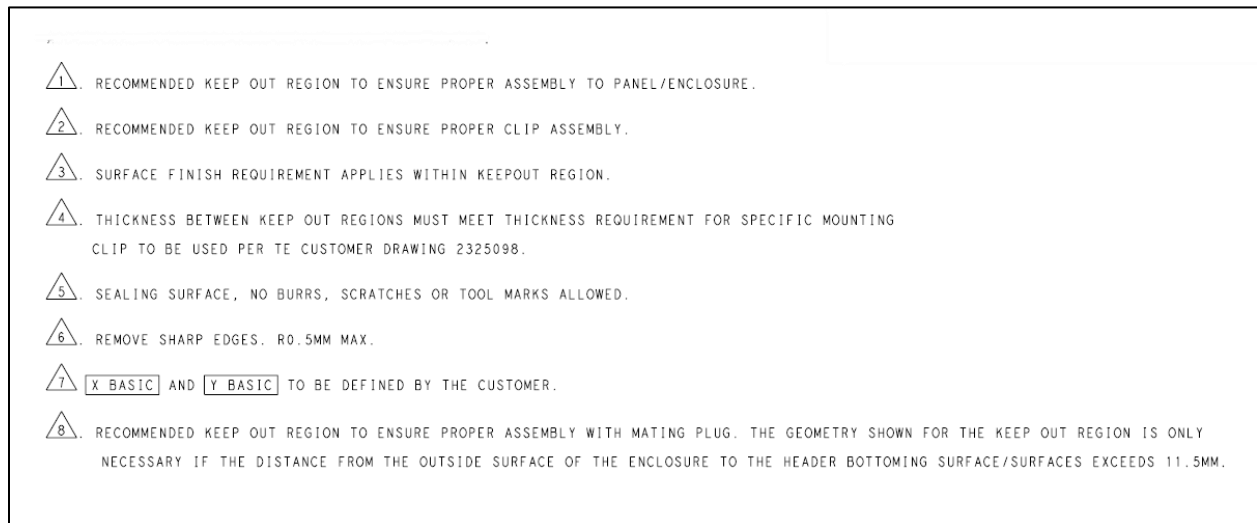 1. RECOMMENDED KEEP OUT REGION TO ENSURE PROPER ASSEMBLY TO PANEL/ENCLOSURE.
2. RECOMMENDED KEEP OUT REGION TO ENSURE PROPER CLIP ASSEMBLY.
3. SURFACE FINISH REQUIREMENT APPLIES WITHIN KEEPOUT REGION.
4. THICKNESS BETWEEN KEEP OUT REGIONS MUST MEET THICKNESS REQUIREMENT FOR SPECIFIC MOUNTING
CLIP TO BE USED PER TE CUSTOMER DRAWING 2325098.
5. SEALING SURFACE, NO BURRS, SCRATCHES OR TOOL MARKS ALLOWED.
6. REMOVE SHARP EDGES. R0.5MM MAX.
7 X BASIC AND Y BASIC TO BE DEFINED BY THE CUSTOMER.
8. RECOMMENDED KEEP OUT REGION TO ENSURE PROPER ASSEMBLY WITH MATING PLUG. THE GEOMETRY SHOWN FOR THE KEEP OUT REGION IS ONLY
NECESSARY IF THE DISTANCE FROM THE OUTSIDE SURFACE OF THE ENCLOSURE TO THE HEADER BOTTOMING SURFACE/SURFACES EXCEEDS 11.5MM.